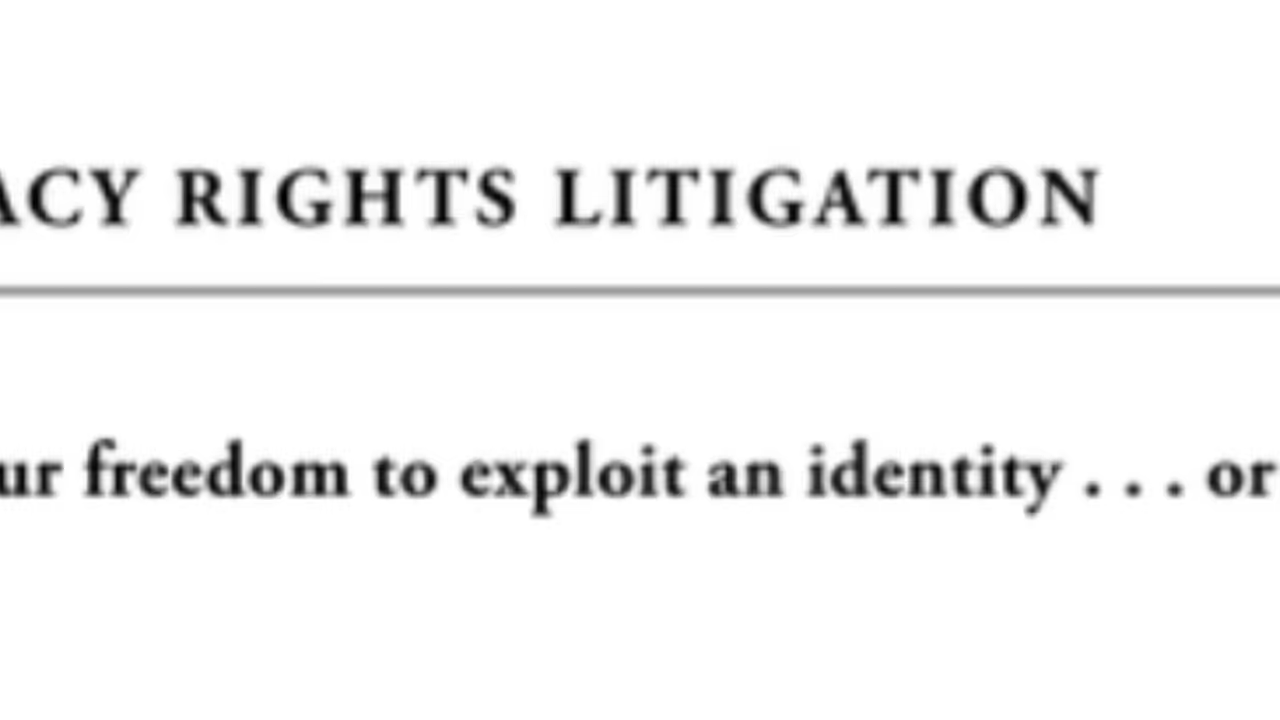 ACY RIGHTS LITIGATION
ur freedom to exploit an identity . . . or